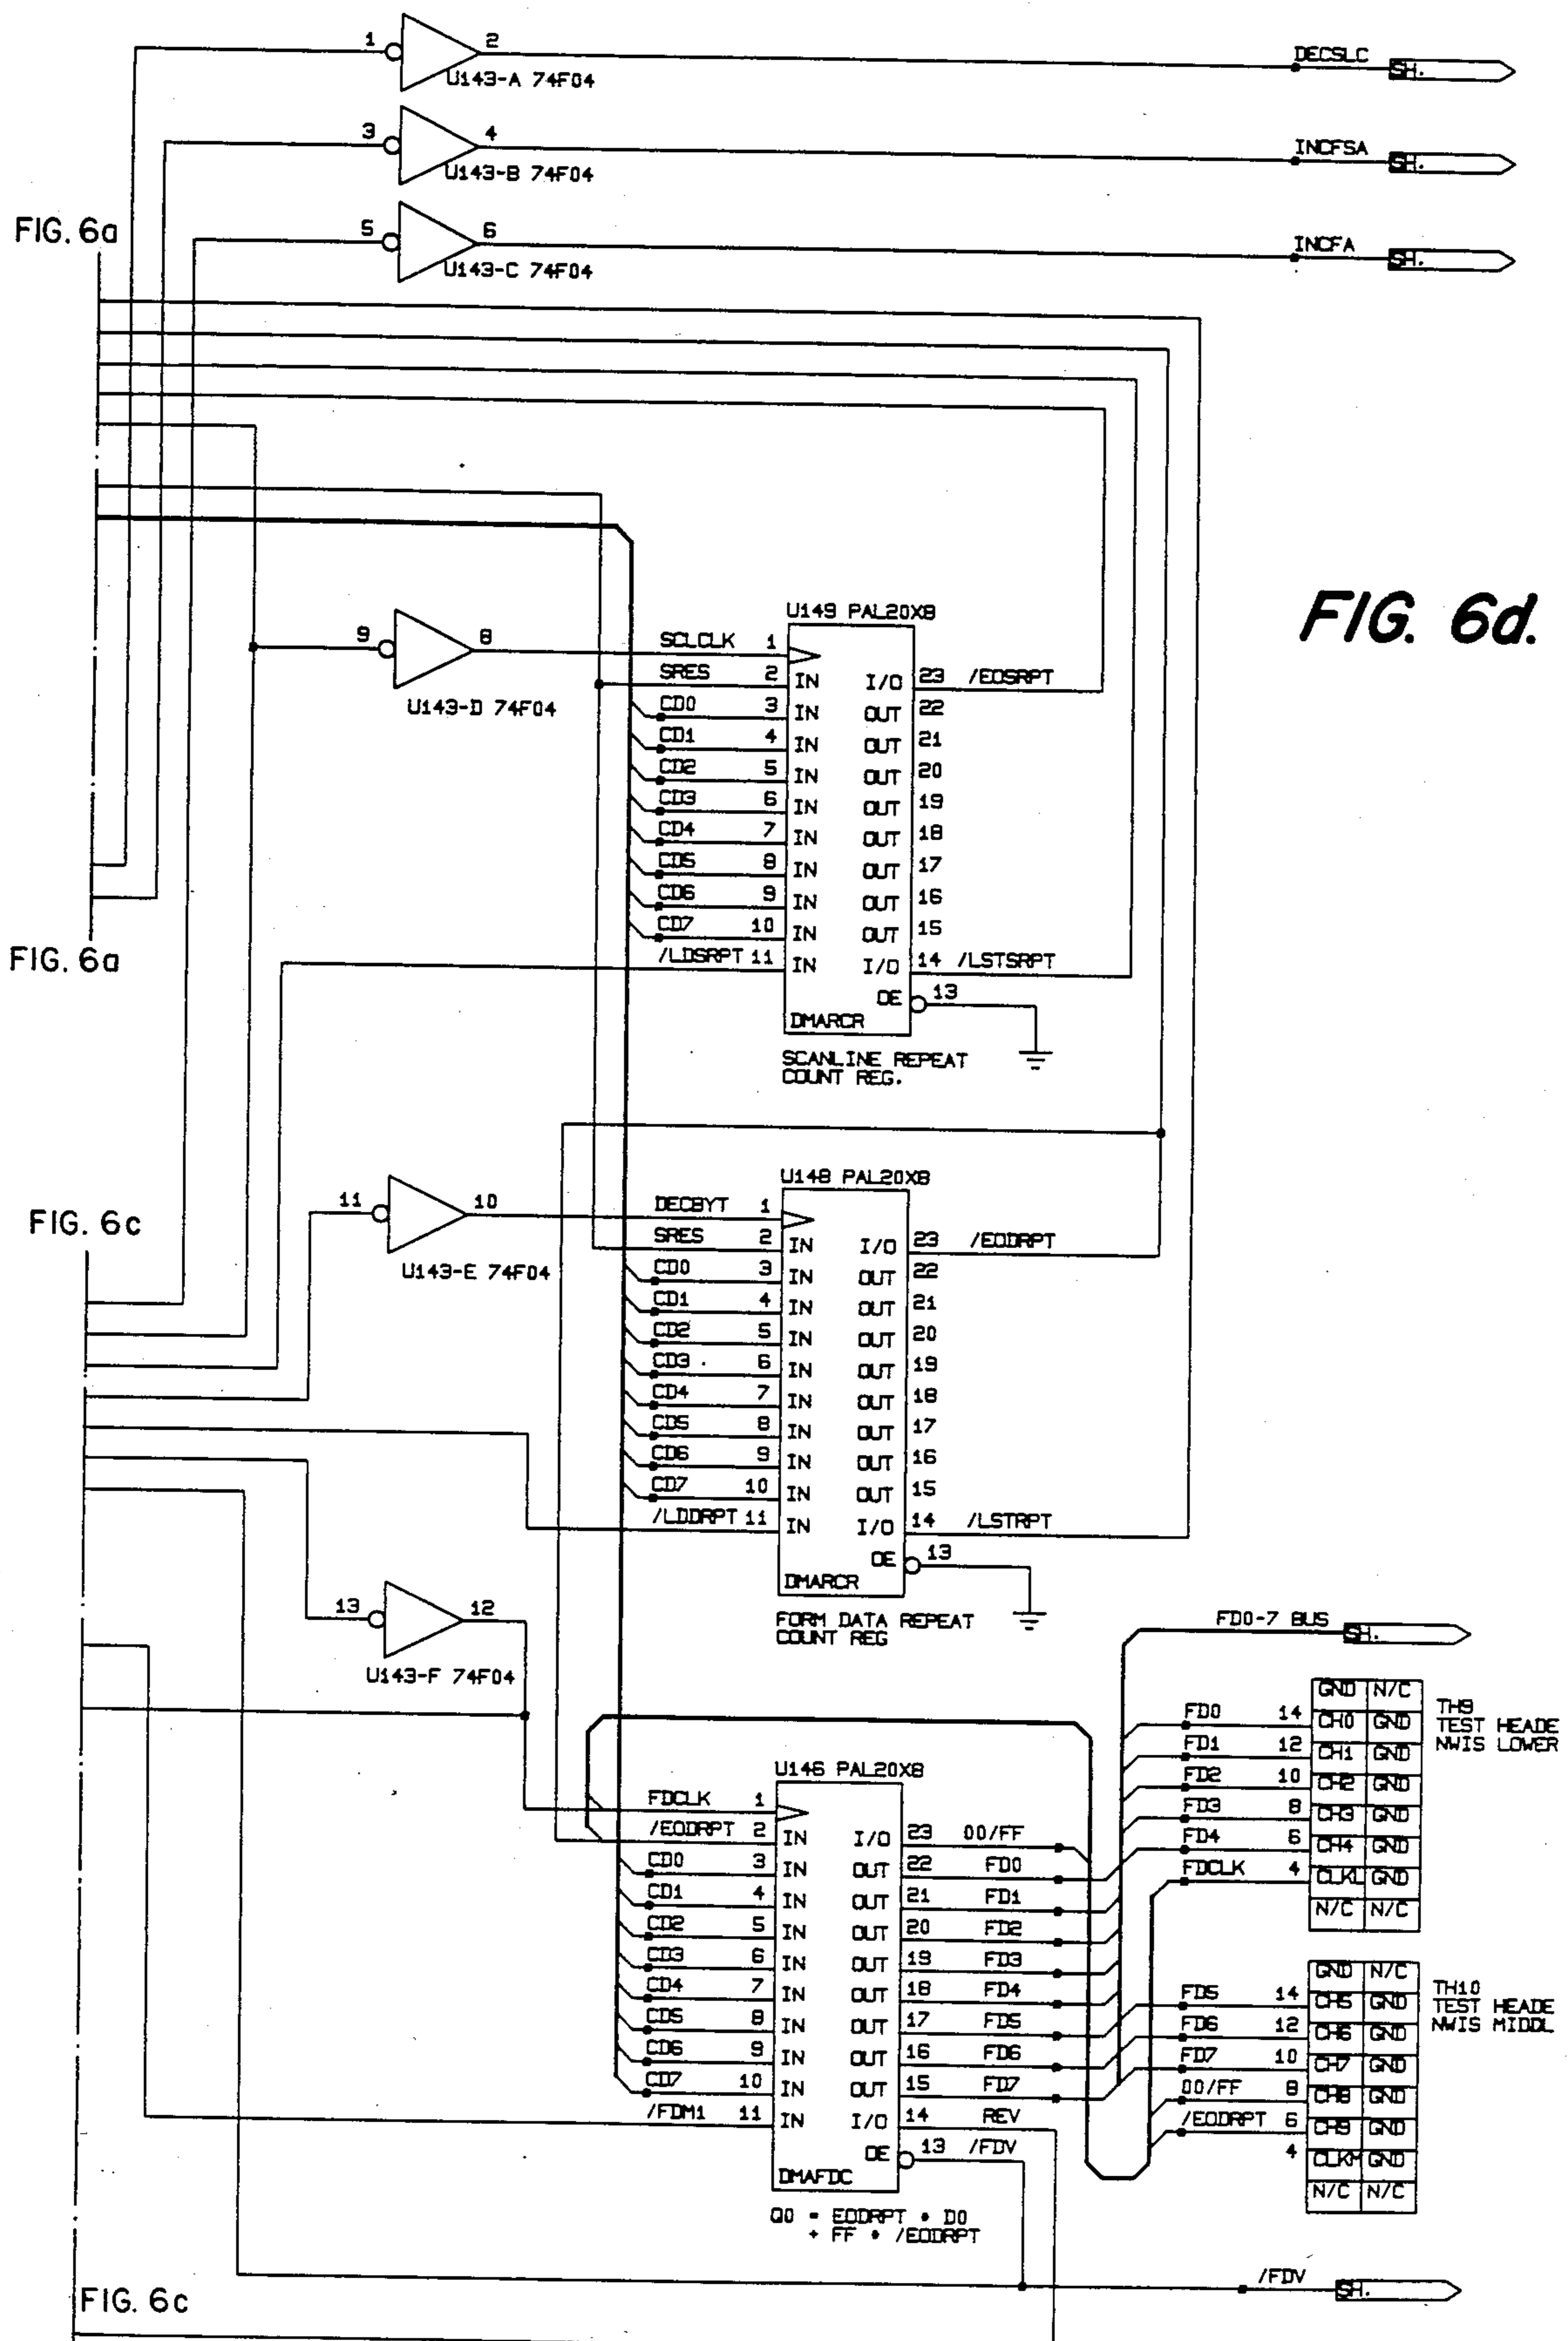 1 2
U143-A 74F04
DECSLC SH.
3 4
U143-B 74F04
INCFSA SH.
FIG. 6a
5 6
U143-C 74F04
INCFA SH.
FIG. 6d.
U149 PAL20X8
9 8 SCLCLK 1
U143-D 74F04
SRES 2 IN I/O 23 /EOSRPT
CD0 3 IN OUT 22
CD1 4 IN OUT 21
CD2 5 IN OUT 20
CD3 6 IN OUT 19
CD4 7 IN OUT 18
CD5 8 IN OUT 17
CD6 9 IN OUT 16
CD7 10 IN OUT 15
/LDSRPT 11 IN I/O 14 /LSTSRPT
OE 13
DMARCR
SCANLINE REPEAT
COUNT REG.
FIG. 6a
U148 PAL20X8
11 10 DECBYT 1
U143-E 74F04
FIG. 6c
SRES 2 IN I/O 23 /EODRPT
CD0 3 IN OUT 22
CD1 4 IN OUT 21
CD2 5 IN OUT 20
CD3 6 IN OUT 19
CD4 7 IN OUT 18
CD5 8 IN OUT 17
CD6 9 IN OUT 16
CD7 10 IN OUT 15
/LDDRPT 11 IN I/O 14 /LSTRPT
OE 13
DMARCR
FORM DATA REPEAT
COUNT REG
13 12
U143-F 74F04
FD0-7 BUS SH.
U146 PAL20X8
FDCLK 1
/EODRPT 2 IN I/O 23 00/FF
CD0 3 IN OUT 22 FD0
CD1 4 IN OUT 21 FD1
CD2 5 IN OUT 20 FD2
CD3 6 IN OUT 19 FD3
CD4 7 IN OUT 18 FD4
CD5 8 IN OUT 17 FD5
CD6 9 IN OUT 16 FD6
CD7 10 IN OUT 15 FD7
/FDM1 11 IN I/O 14 REV
OE 13 /FDV
DMAFDC
Q0 = EODRPT * D0
+ FF * /EODRPT
GND N/C
FD0 14 CH0 GND
FD1 12 CH1 GND
FD2 10 CH2 GND
FD3 8 CH3 GND
FD4 6 CH4 GND
FDCLK 4 CLKL GND
N/C N/C
TH9
TEST HEADE
NWIS LOWER
GND N/C
FD5 14 CH5 GND
FD6 12 CH6 GND
FD7 10 CH7 GND
00/FF 8 CH8 GND
/EODRPT 6 CH9 GND
4 CLKM GND
N/C N/C
TH10
TEST HEADE
NWIS MIDDL
/FDV SH.
FIG. 6c